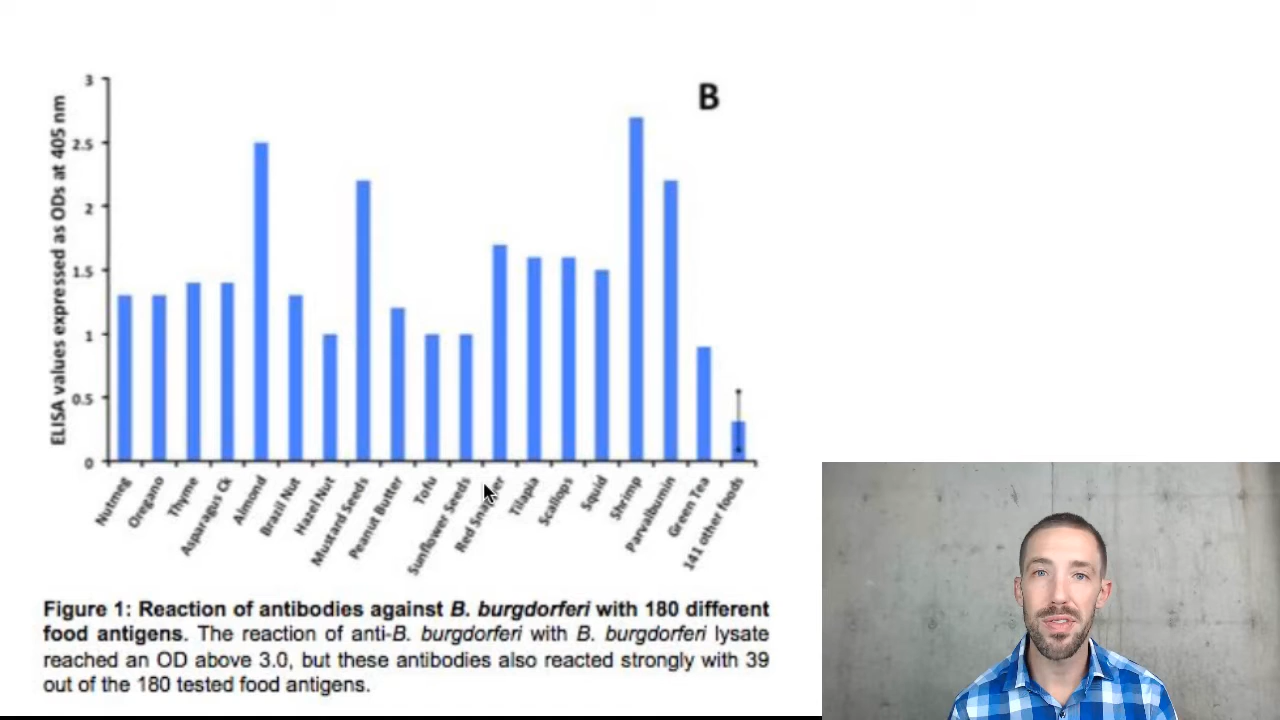 B
ELISA values expressed as ODs at 405 nm
3
2.5
2
1.5
1
0.5
0
Nutmeg
Oregano
Thyme
Asparagus Ck
Almond
Brazil Nut
Hazel Nut
Mustard Seeds
Peanut Butter
Tofu
Sunflower Seeds
Red Snapper
Tilapia
Scallops
Squid
Shrimp
Parvalbumin
Green Tea
141 other foods
Figure 1: Reaction of antibodies against B. burgdorferi with 180 different
food antigens. The reaction of anti-B. burgdorferi with B. burgdorferi lysate
reached an OD above 3.0, but these antibodies also reacted strongly with 39
out of the 180 tested food antigens.